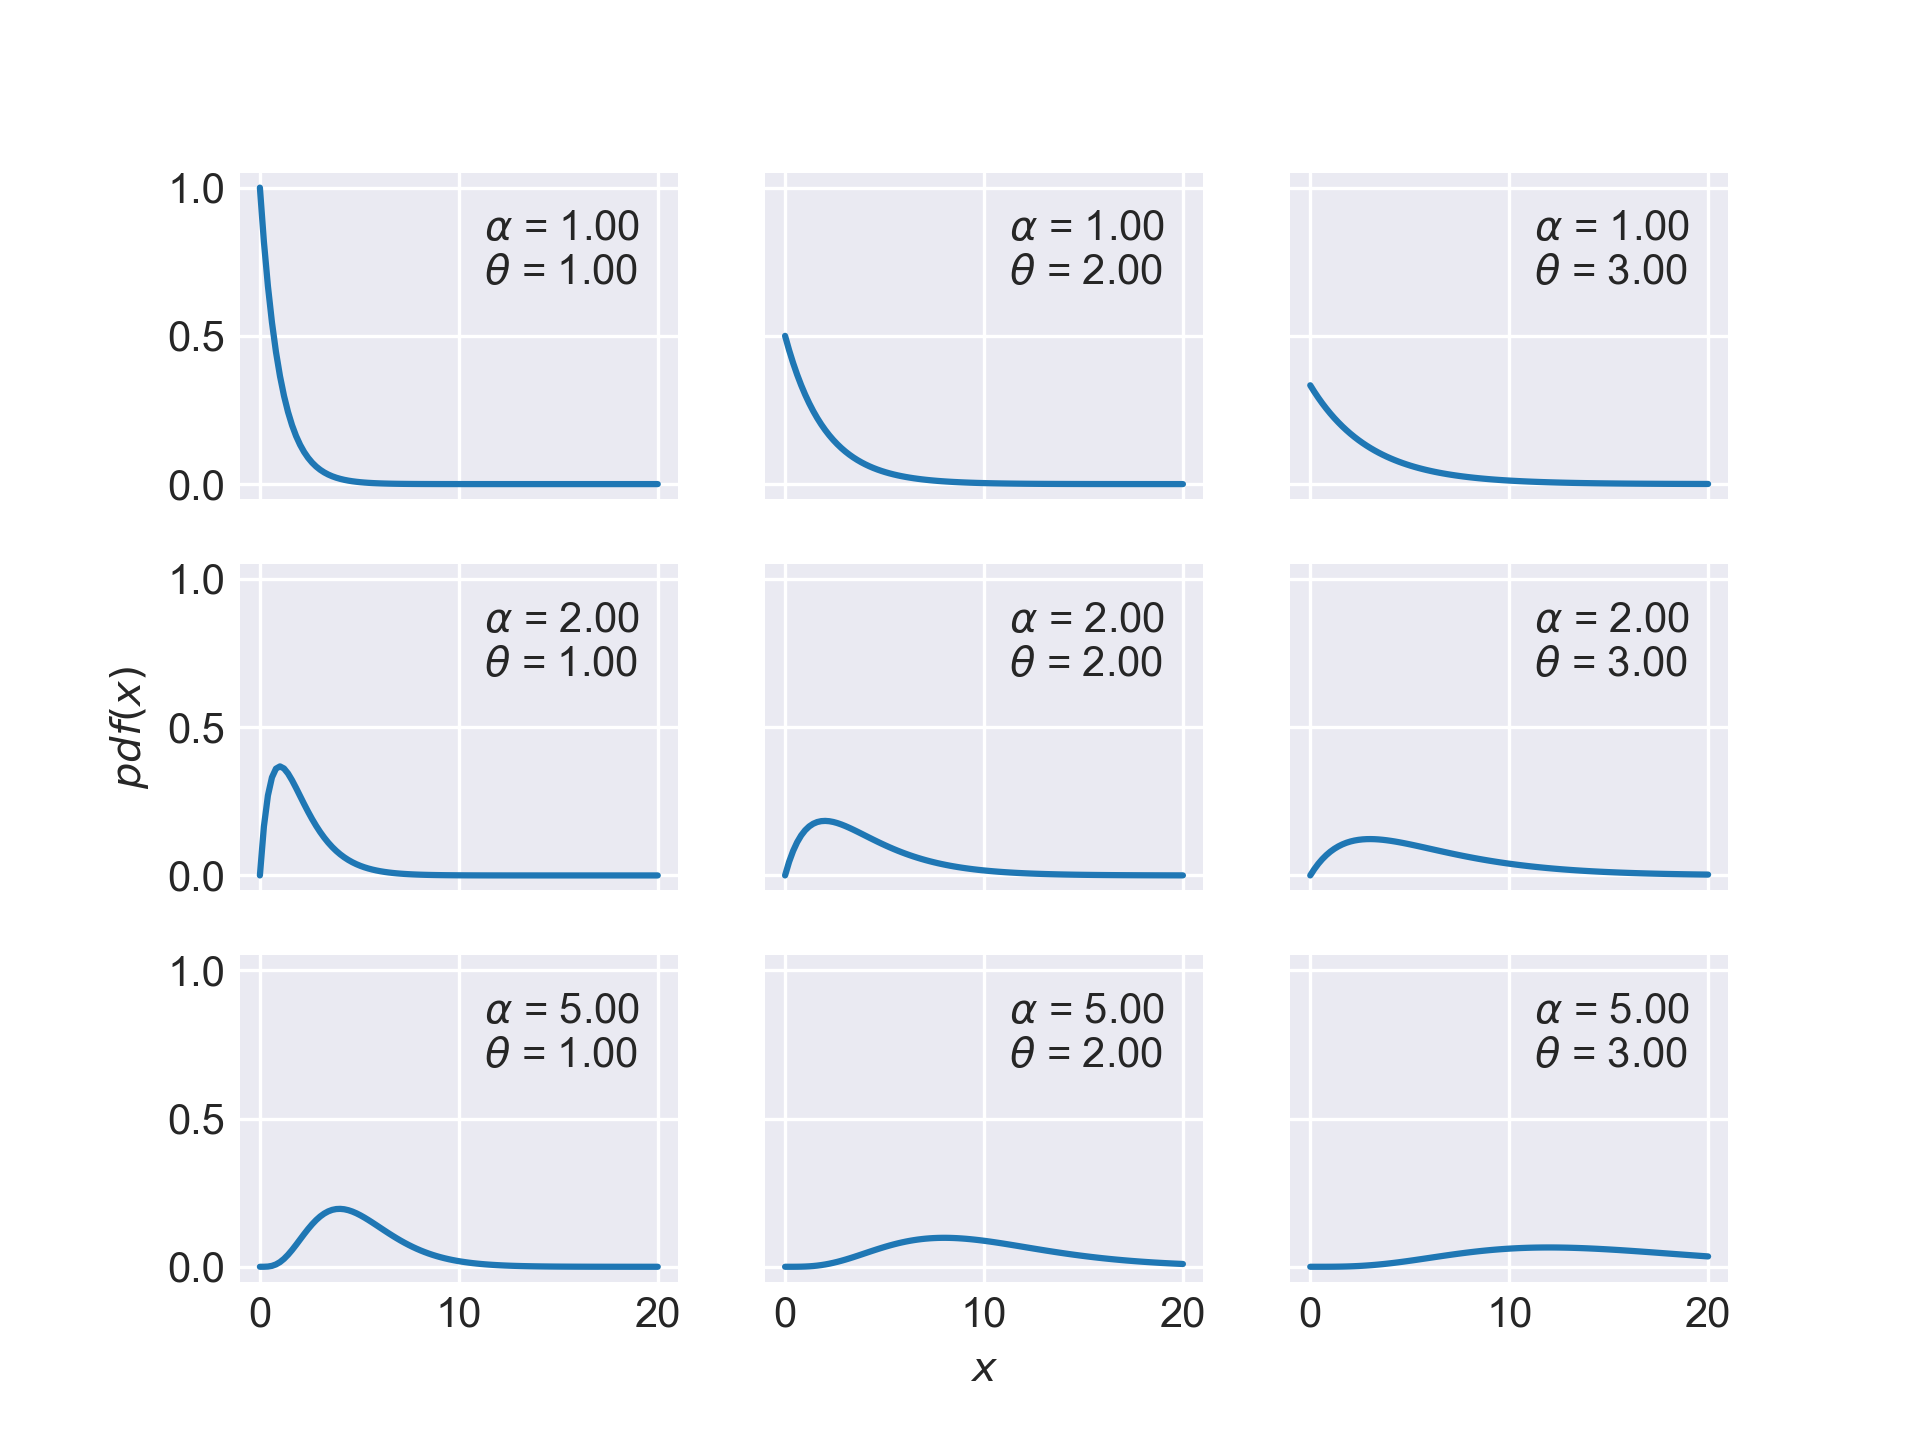 1.0
0.5
0.0
α = 1.00
θ = 1.00
α = 1.00
θ = 2.00
α = 1.00
θ = 3.00
1.0
0.5
0.0
α = 2.00
θ = 1.00
α = 2.00
θ = 2.00
α = 2.00
θ = 3.00
pdf(x)
1.0
0.5
0.0
α = 5.00
θ = 1.00
α = 5.00
θ = 2.00
α = 5.00
θ = 3.00
0 10 20
0 10 20
0 10 20
x